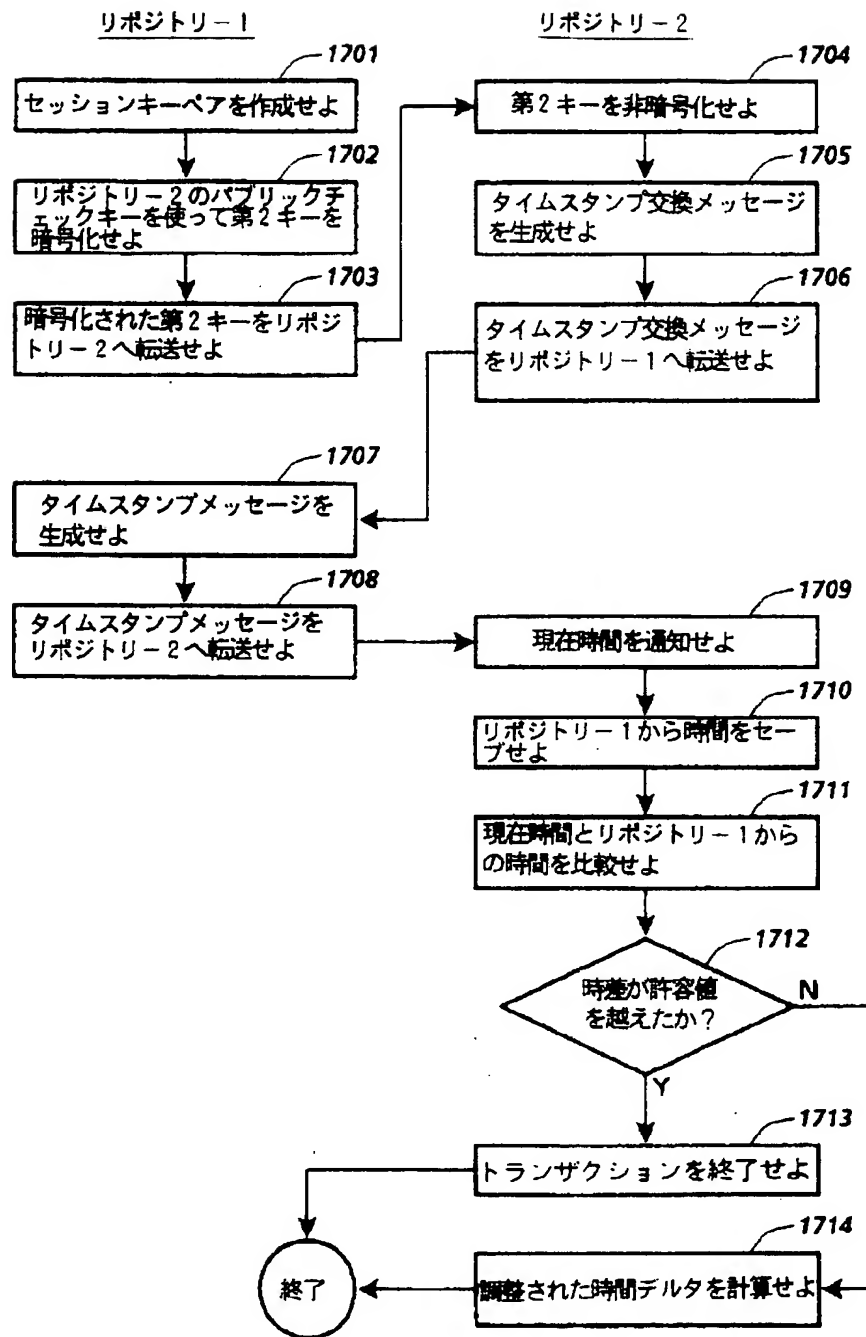 リポジトリー1
リポジトリー2
1701
セッションキーペアを作成せよ
1702
リポジトリー2のパブリックチ
ェックキーを使って第2キーを
暗号化せよ
1703
暗号化された第2キーをリポジ
トリー2へ転送せよ
1704
第2キーを非暗号化せよ
1705
タイムスタンプ交換メッセージ
を生成せよ
1706
タイムスタンプ交換メッセージ
をリポジトリー1へ転送せよ
1707
タイムスタンプメッセージを
生成せよ
1708
タイムスタンプメッセージを
リポジトリー2へ転送せよ
1709
現在時間を通知せよ
1710
リポジトリー1から時間をセー
ブせよ
1711
現在時間とリポジトリー1から
の時間を比較せよ
1712
時差が許容値
を越えたか?
N
Y
1713
トランザクションを終了せよ
1714
調整された時間デルタを計算せよ
終了